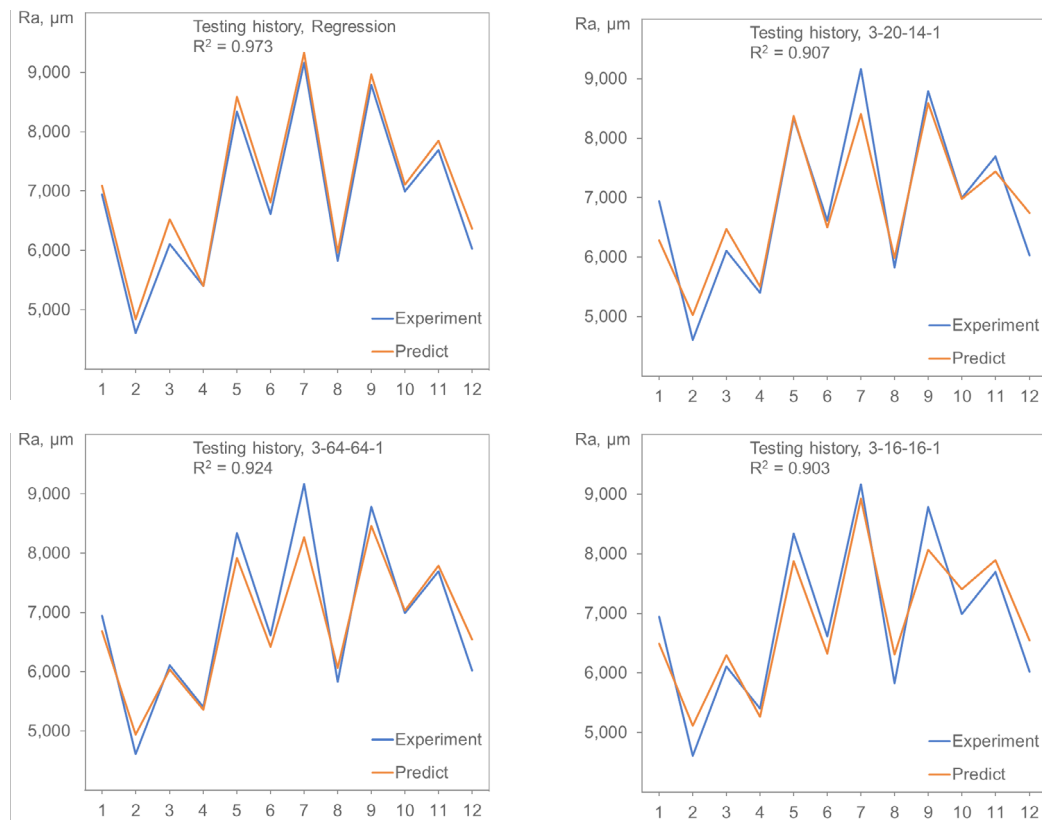 Ra, µm
Testing history, Regression
R² = 0.973
9,000
8,000
7,000
6,000
5,000
Experiment
Predict
1 2 3 4 5 6 7 8 9 10 11 12
Ra, µm
Testing history, 3-20-14-1
R² = 0.907
9,000
8,000
7,000
6,000
5,000
Experiment
Predict
1 2 3 4 5 6 7 8 9 10 11 12
Ra, µm
Testing history, 3-64-64-1
R² = 0.924
9,000
8,000
7,000
6,000
5,000
Experiment
Predict
1 2 3 4 5 6 7 8 9 10 11 12
Ra, µm
Testing history, 3-16-16-1
R² = 0.903
9,000
8,000
7,000
6,000
5,000
Experiment
Predict
1 2 3 4 5 6 7 8 9 10 11 12